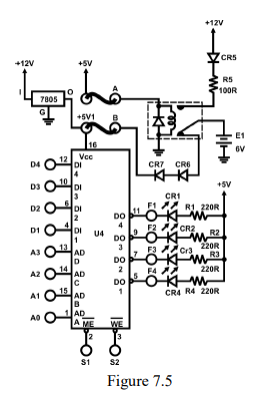 +12V
CR5
R5
100R
+12V
+5V
A
I
7805
O
G
+5V1
B
E1
6V
CR7
CR6
16
Vcc
+5V
D4
12
DI
4
D3
10
DI
3
D2
6
DI
2
D1
4
DI
1
A3
13
AD
D
A2
14
AD
C
A1
15
AD
B
A0
1
AD
A
U4
DO
4
11
F1
CR1
R1
220R
DO
3
9
F2
CR2
R2
220R
DO
2
7
F3
Cr3
R3
220R
DO
1
5
F4
CR4
R4
220R
ME
WE
2
3
S1
S2
Figure 7.5